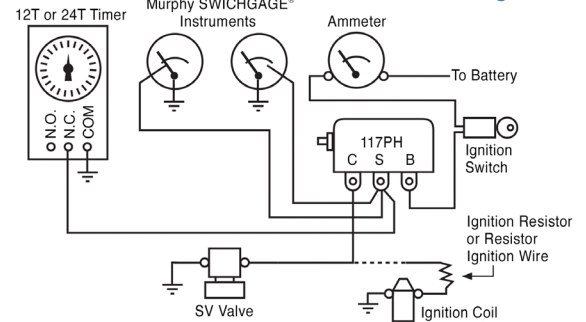 Murphy SWICHGAGE®
12T or 24T Timer
Instruments
Ammeter
To Battery
N.O.
N.C.
COM
117PH
C S B
Ignition
Switch
Ignition Resistor
or Resistor
Ignition Wire
SV Valve
Ignition Coil